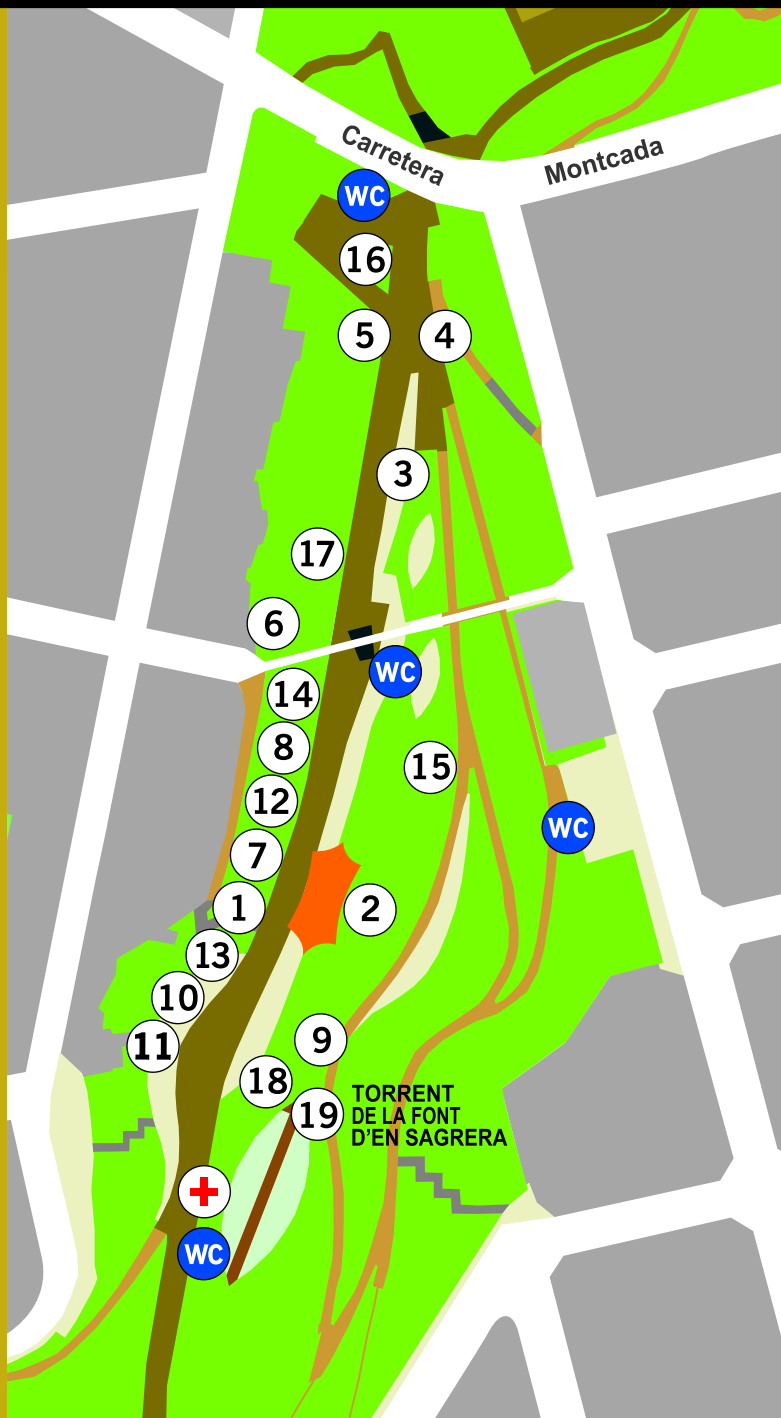 Carretera
Montcada
WC
16
5
4
3
17
6
WC
14
8
15
12
WC
7
1
2
13
10
9
11
18
19
TORRENT
DE LA FONT
D'EN SAGRERA
WC